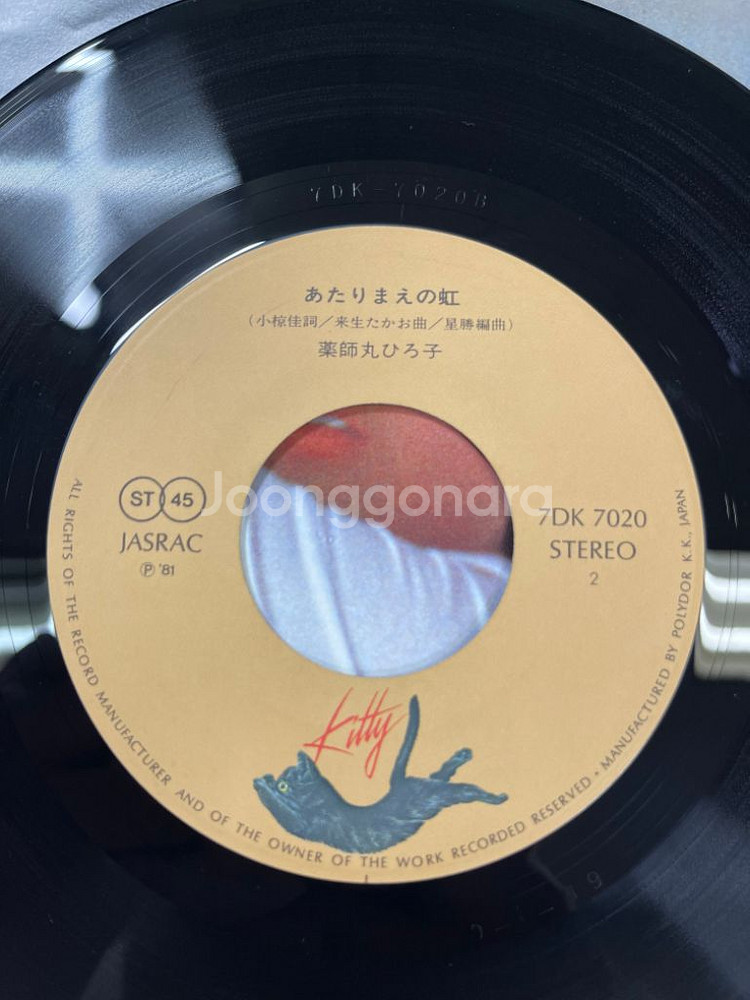 7DK-7020B
あたりまえの虹
(小椋佳詞／来生たかお曲／星勝編曲)
薬師丸ひろ子
ST 45
JASRAC
Ⓟ '81
Joonggonara
7DK 7020
STEREO
2
Kitty
ALL RIGHTS OF THE RECORD MANUFACTURER AND OF THE OWNER OF THE WORK RECORDED RESERVED • MANUFACTURED BY POLYDOR K.K., JAPAN